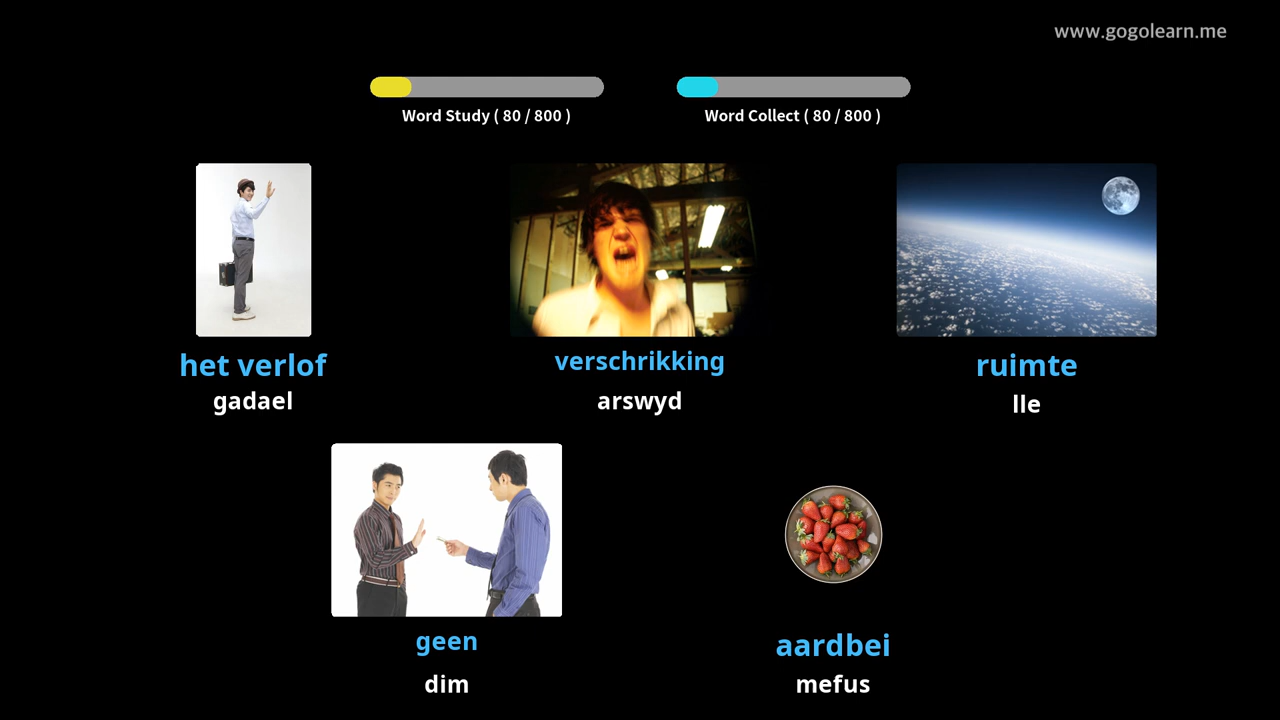 www.gogolearn.me
Word Study ( 80 / 800 )
Word Collect ( 80 / 800 )
het verlof
gadael
verschrikking
arswyd
ruimte
lle
geen
dim
aardbei
mefus